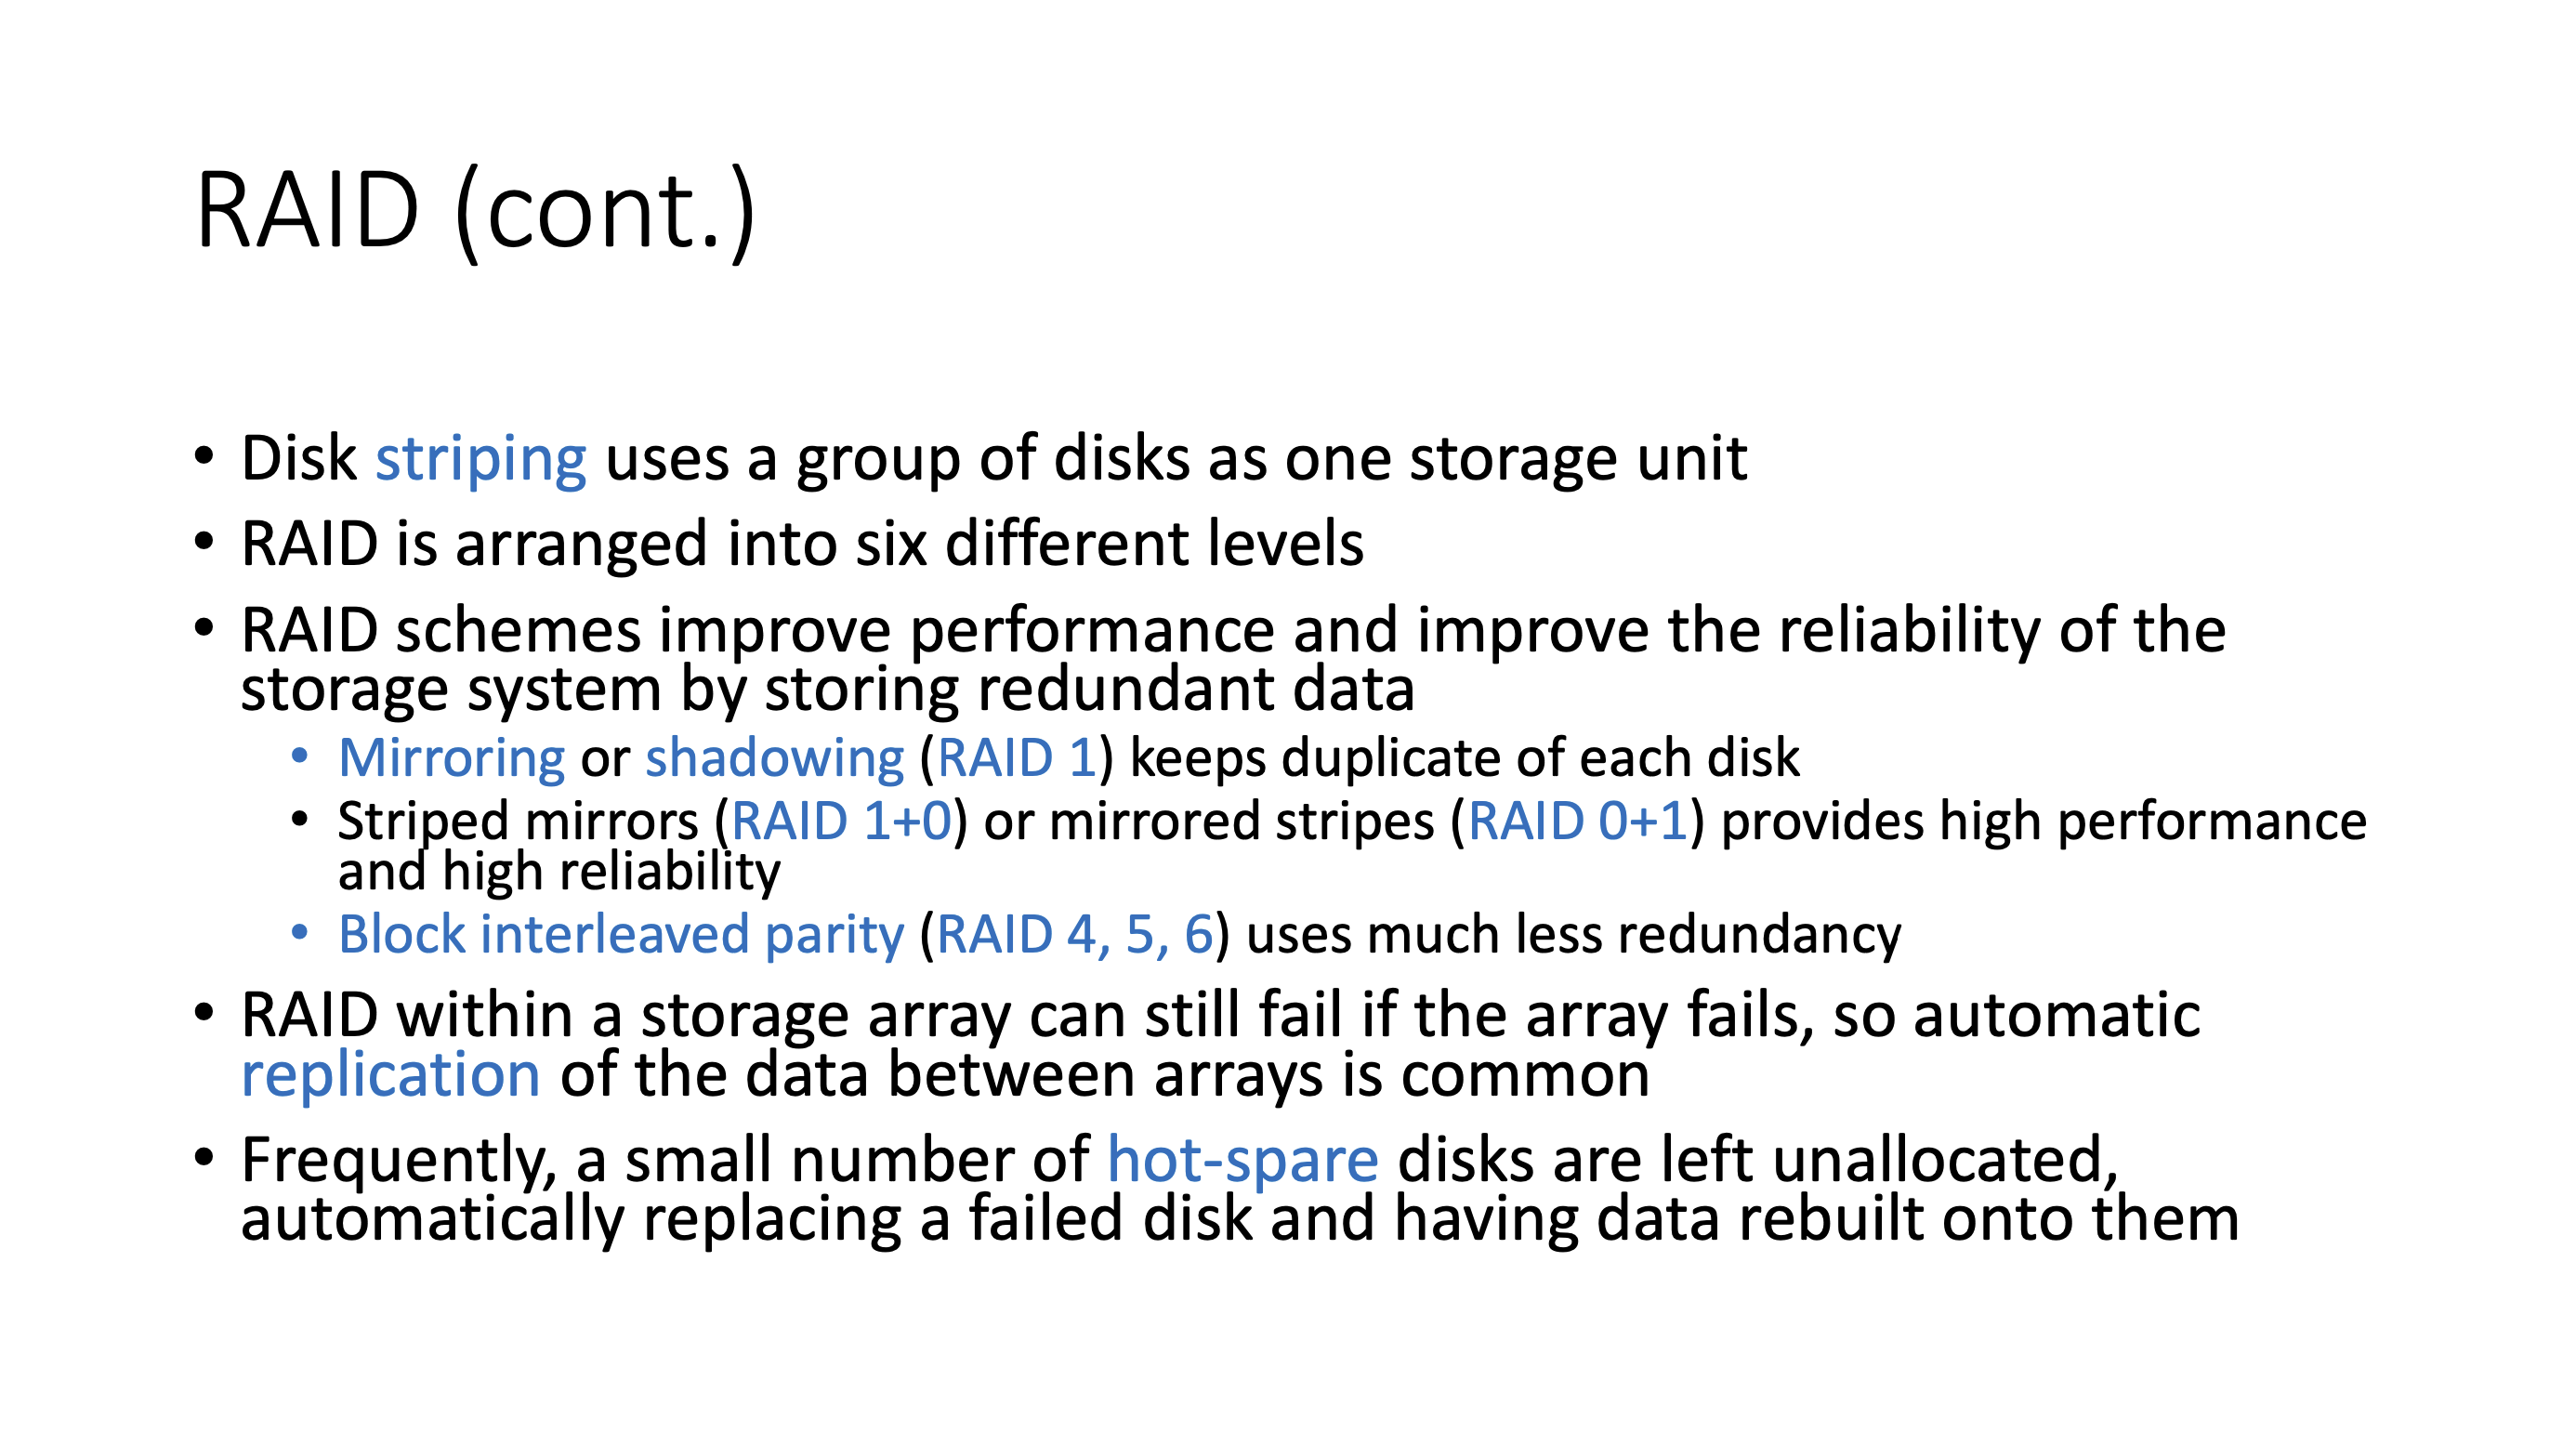 RAID (cont.)
• Disk striping uses a group of disks as one storage unit
• RAID is arranged into six different levels
• RAID schemes improve performance and improve the reliability of the
storage system by storing redundant data
• Mirroring or shadowing (RAID 1) keeps duplicate of each disk
• Striped mirrors (RAID 1+0) or mirrored stripes (RAID 0+1) provides high performance
and high reliability
• Block interleaved parity (RAID 4, 5, 6) uses much less redundancy
• RAID within a storage array can still fail if the array fails, so automatic
replication of the data between arrays is common
• Frequently, a small number of hot-spare disks are left unallocated,
automatically replacing a failed disk and having data rebuilt onto them